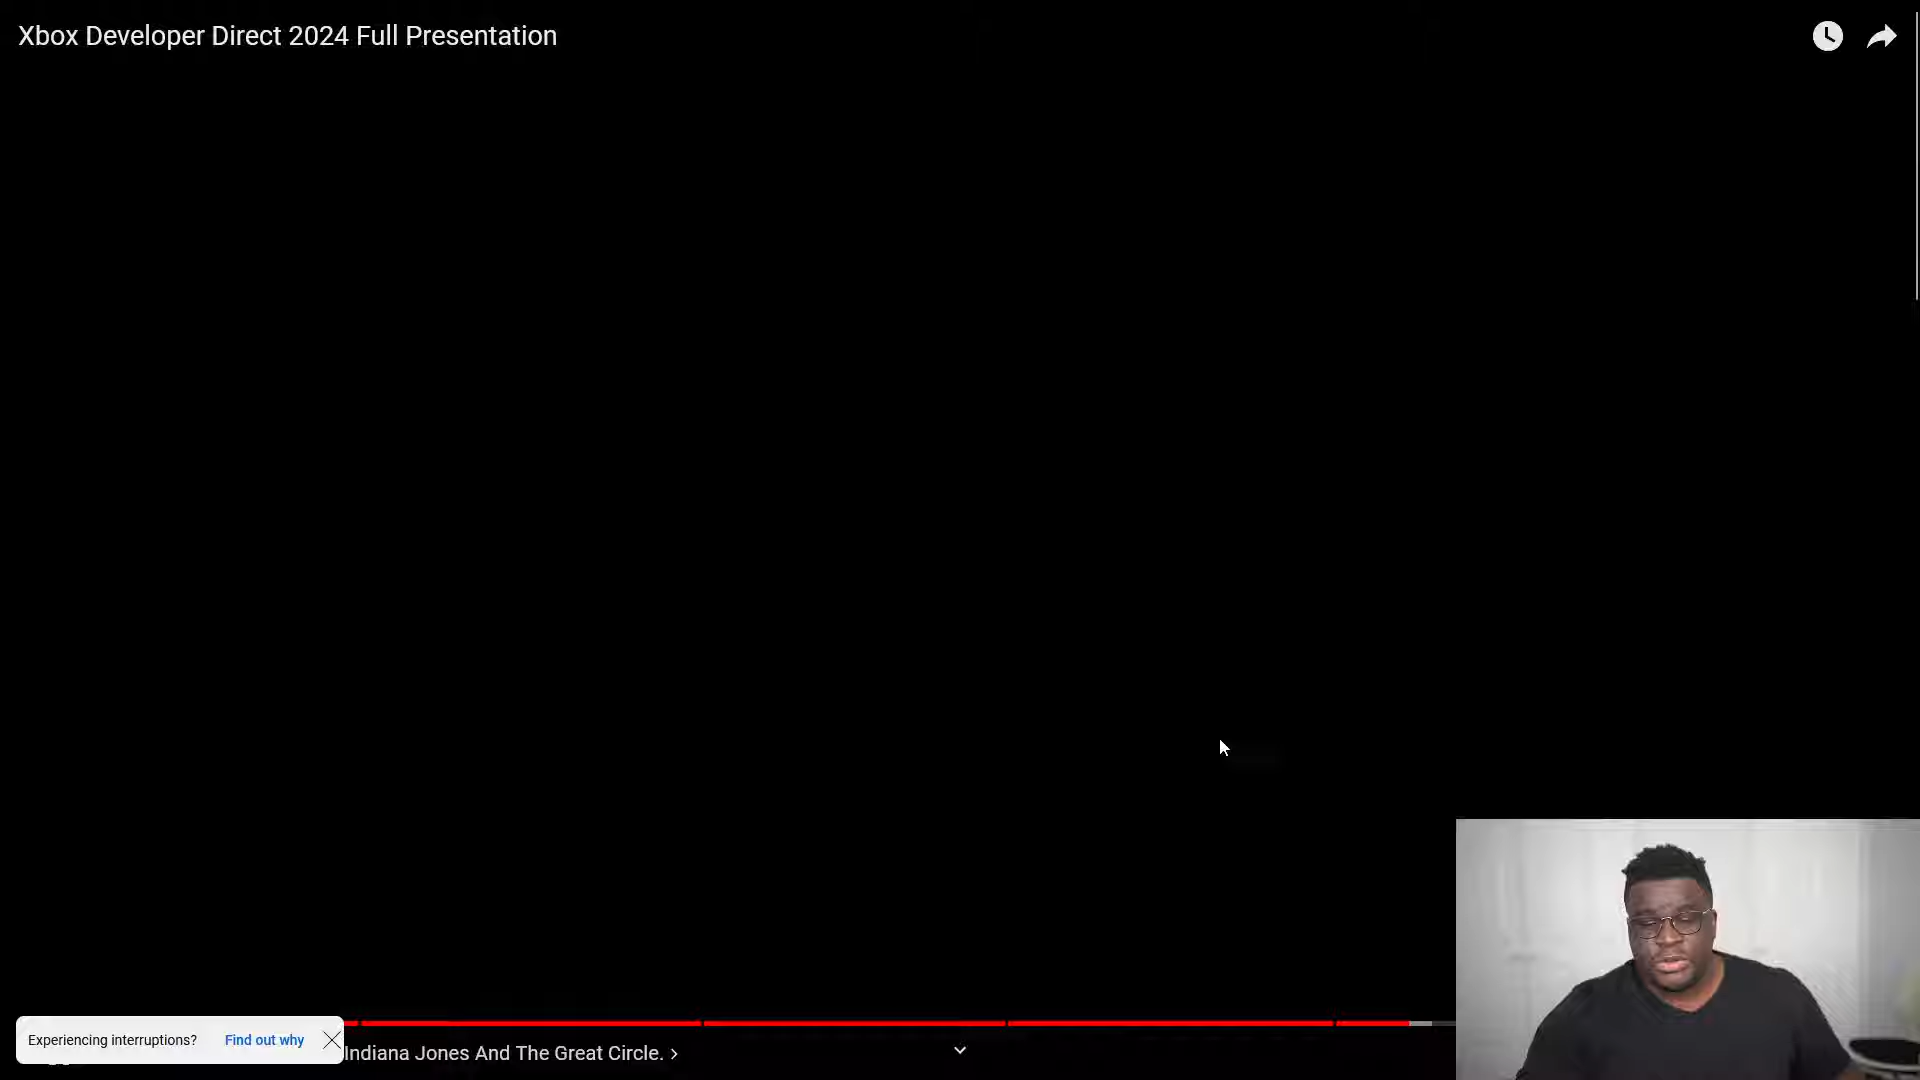 Xbox Developer Direct 2024 Full Presentation
Experiencing interruptions? Find out why
Indiana Jones And The Great Circle.